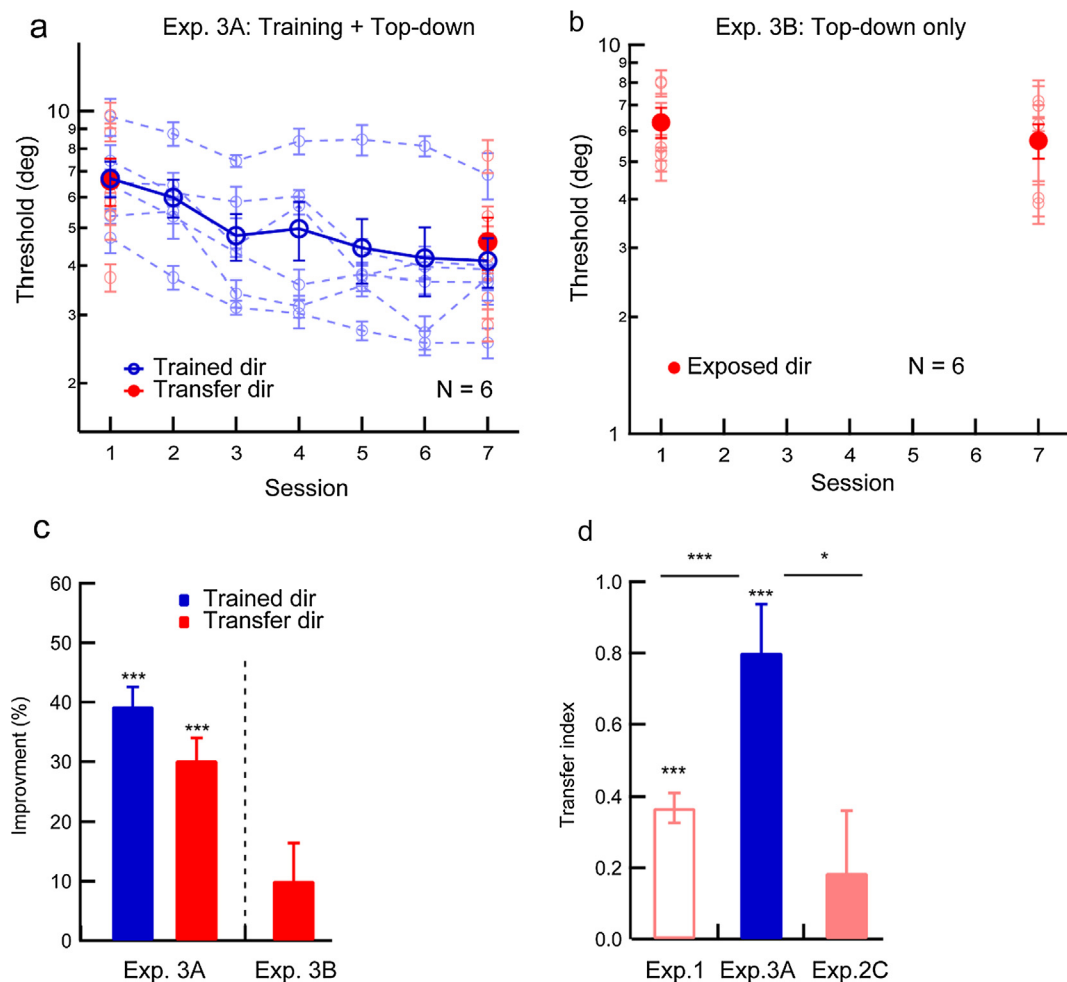 a
Exp. 3A: Training + Top-down
Threshold (deg)
10
9
8
7
6
5
4
3
2
Trained dir
Transfer dir
N = 6
1 2 3 4 5 6 7
Session
b
Exp. 3B: Top-down only
Threshold (deg)
10
9
8
7
6
5
4
3
2
1
Exposed dir
N = 6
1 2 3 4 5 6 7
Session
c
Improvment (%)
60
50
40
30
20
10
0
Trained dir
Transfer dir
***
***
Exp. 3A Exp. 3B
d
Transfer index
1.0
0.8
0.6
0.4
0.2
0.0
*** *
***
***
Exp.1 Exp.3A Exp.2C